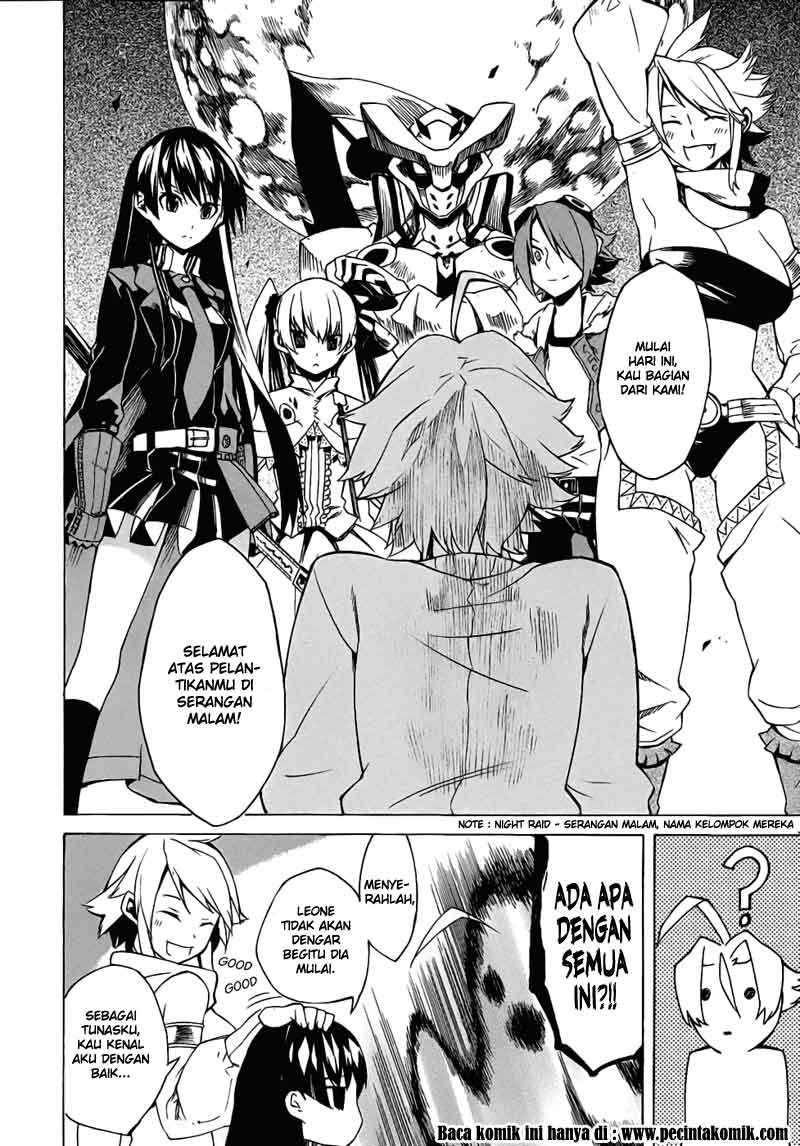 MULAI
HARI INI,
KAU BAGIAN
DARI KAMI!
SELAMAT
ATAS PELAN-
TIKANMU DI
SERANGAN
MALAM!
NOTE : NIGHT RAID - SERANGAN MALAM, NAMA KELOMPOK MEREKA
?
ADA APA
DENGAN
SEMUA
INI?!!
MENYE-
RAHLAH,
LEONE
TIDAK AKAN
DENGAR
BEGITU DIA
MULAI.
GOOD
GOOD
SEBAGAI
TUNASKU,
KAU KENAL
AKU DENGAN
BAIK...
Baca komik ini hanya di : www.pecintakomik.com